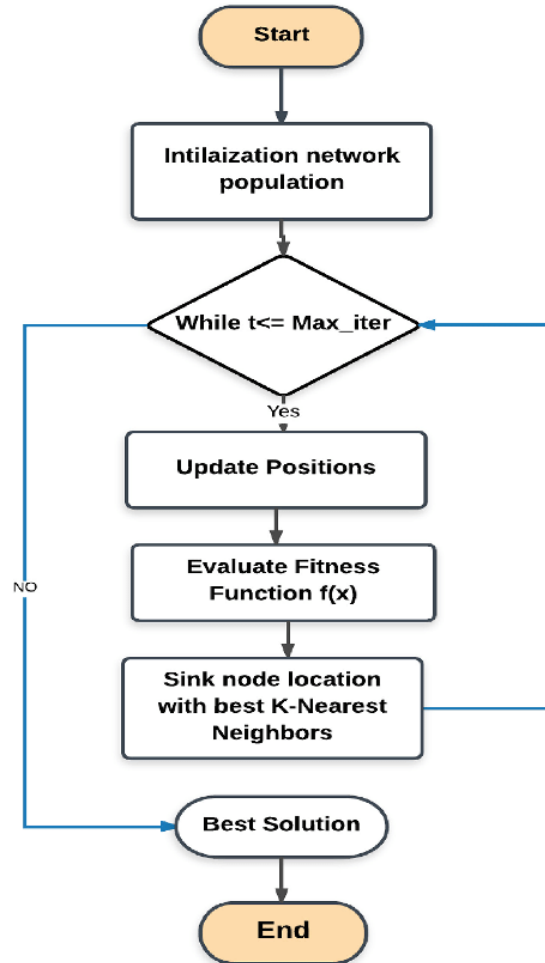 Start
Intilaization network
population
While t<= Max_iter
Yes
Update Positions
Evaluate Fitness
Function f(x)
NO
Sink node location
with best K-Nearest
Neighbors
Best Solution
End